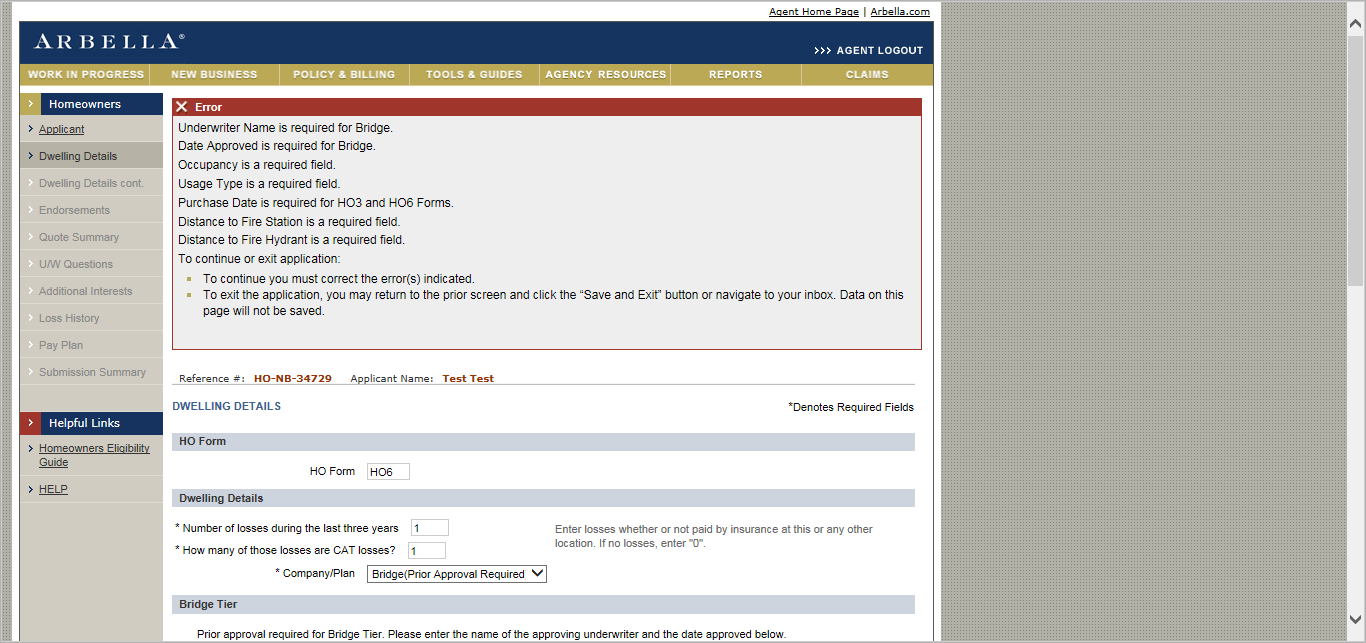 Agent Home Page | Arbella.com
ARBELLA®
>>> AGENT LOGOUT
WORK IN PROGRESS NEW BUSINESS POLICY & BILLING TOOLS & GUIDES AGENCY RESOURCES REPORTS CLAIMS
Homeowners
Applicant
Dwelling Details
Dwelling Details cont.
Endorsements
Quote Summary
U/W Questions
Additional Interests
Loss History
Pay Plan
Submission Summary
Helpful Links
Homeowners Eligibility
Guide
HELP
Error
Underwriter Name is required for Bridge.
Date Approved is required for Bridge.
Occupancy is a required field.
Usage Type is a required field.
Purchase Date is required for HO3 and HO6 Forms.
Distance to Fire Station is a required field.
Distance to Fire Hydrant is a required field.
To continue or exit application:
To continue you must correct the error(s) indicated.
To exit the application, you may return to the prior screen and click the “Save and Exit” button or navigate to your inbox. Data on
this page will not be saved.
Reference #: HO-NB-34729 Applicant Name: Test Test
DWELLING DETAILS
*Denotes Required Fields
HO Form
HO Form HO6
Dwelling Details
* Number of losses during the last three years 1
* How many of those losses are CAT losses? 1
Enter losses whether or not paid by insurance at this or any other
location. If no losses, enter "0".
* Company/Plan Bridge(Prior Approval Required
Bridge Tier
Prior approval required for Bridge Tier. Please enter the name of the approving underwriter and the date approved below.